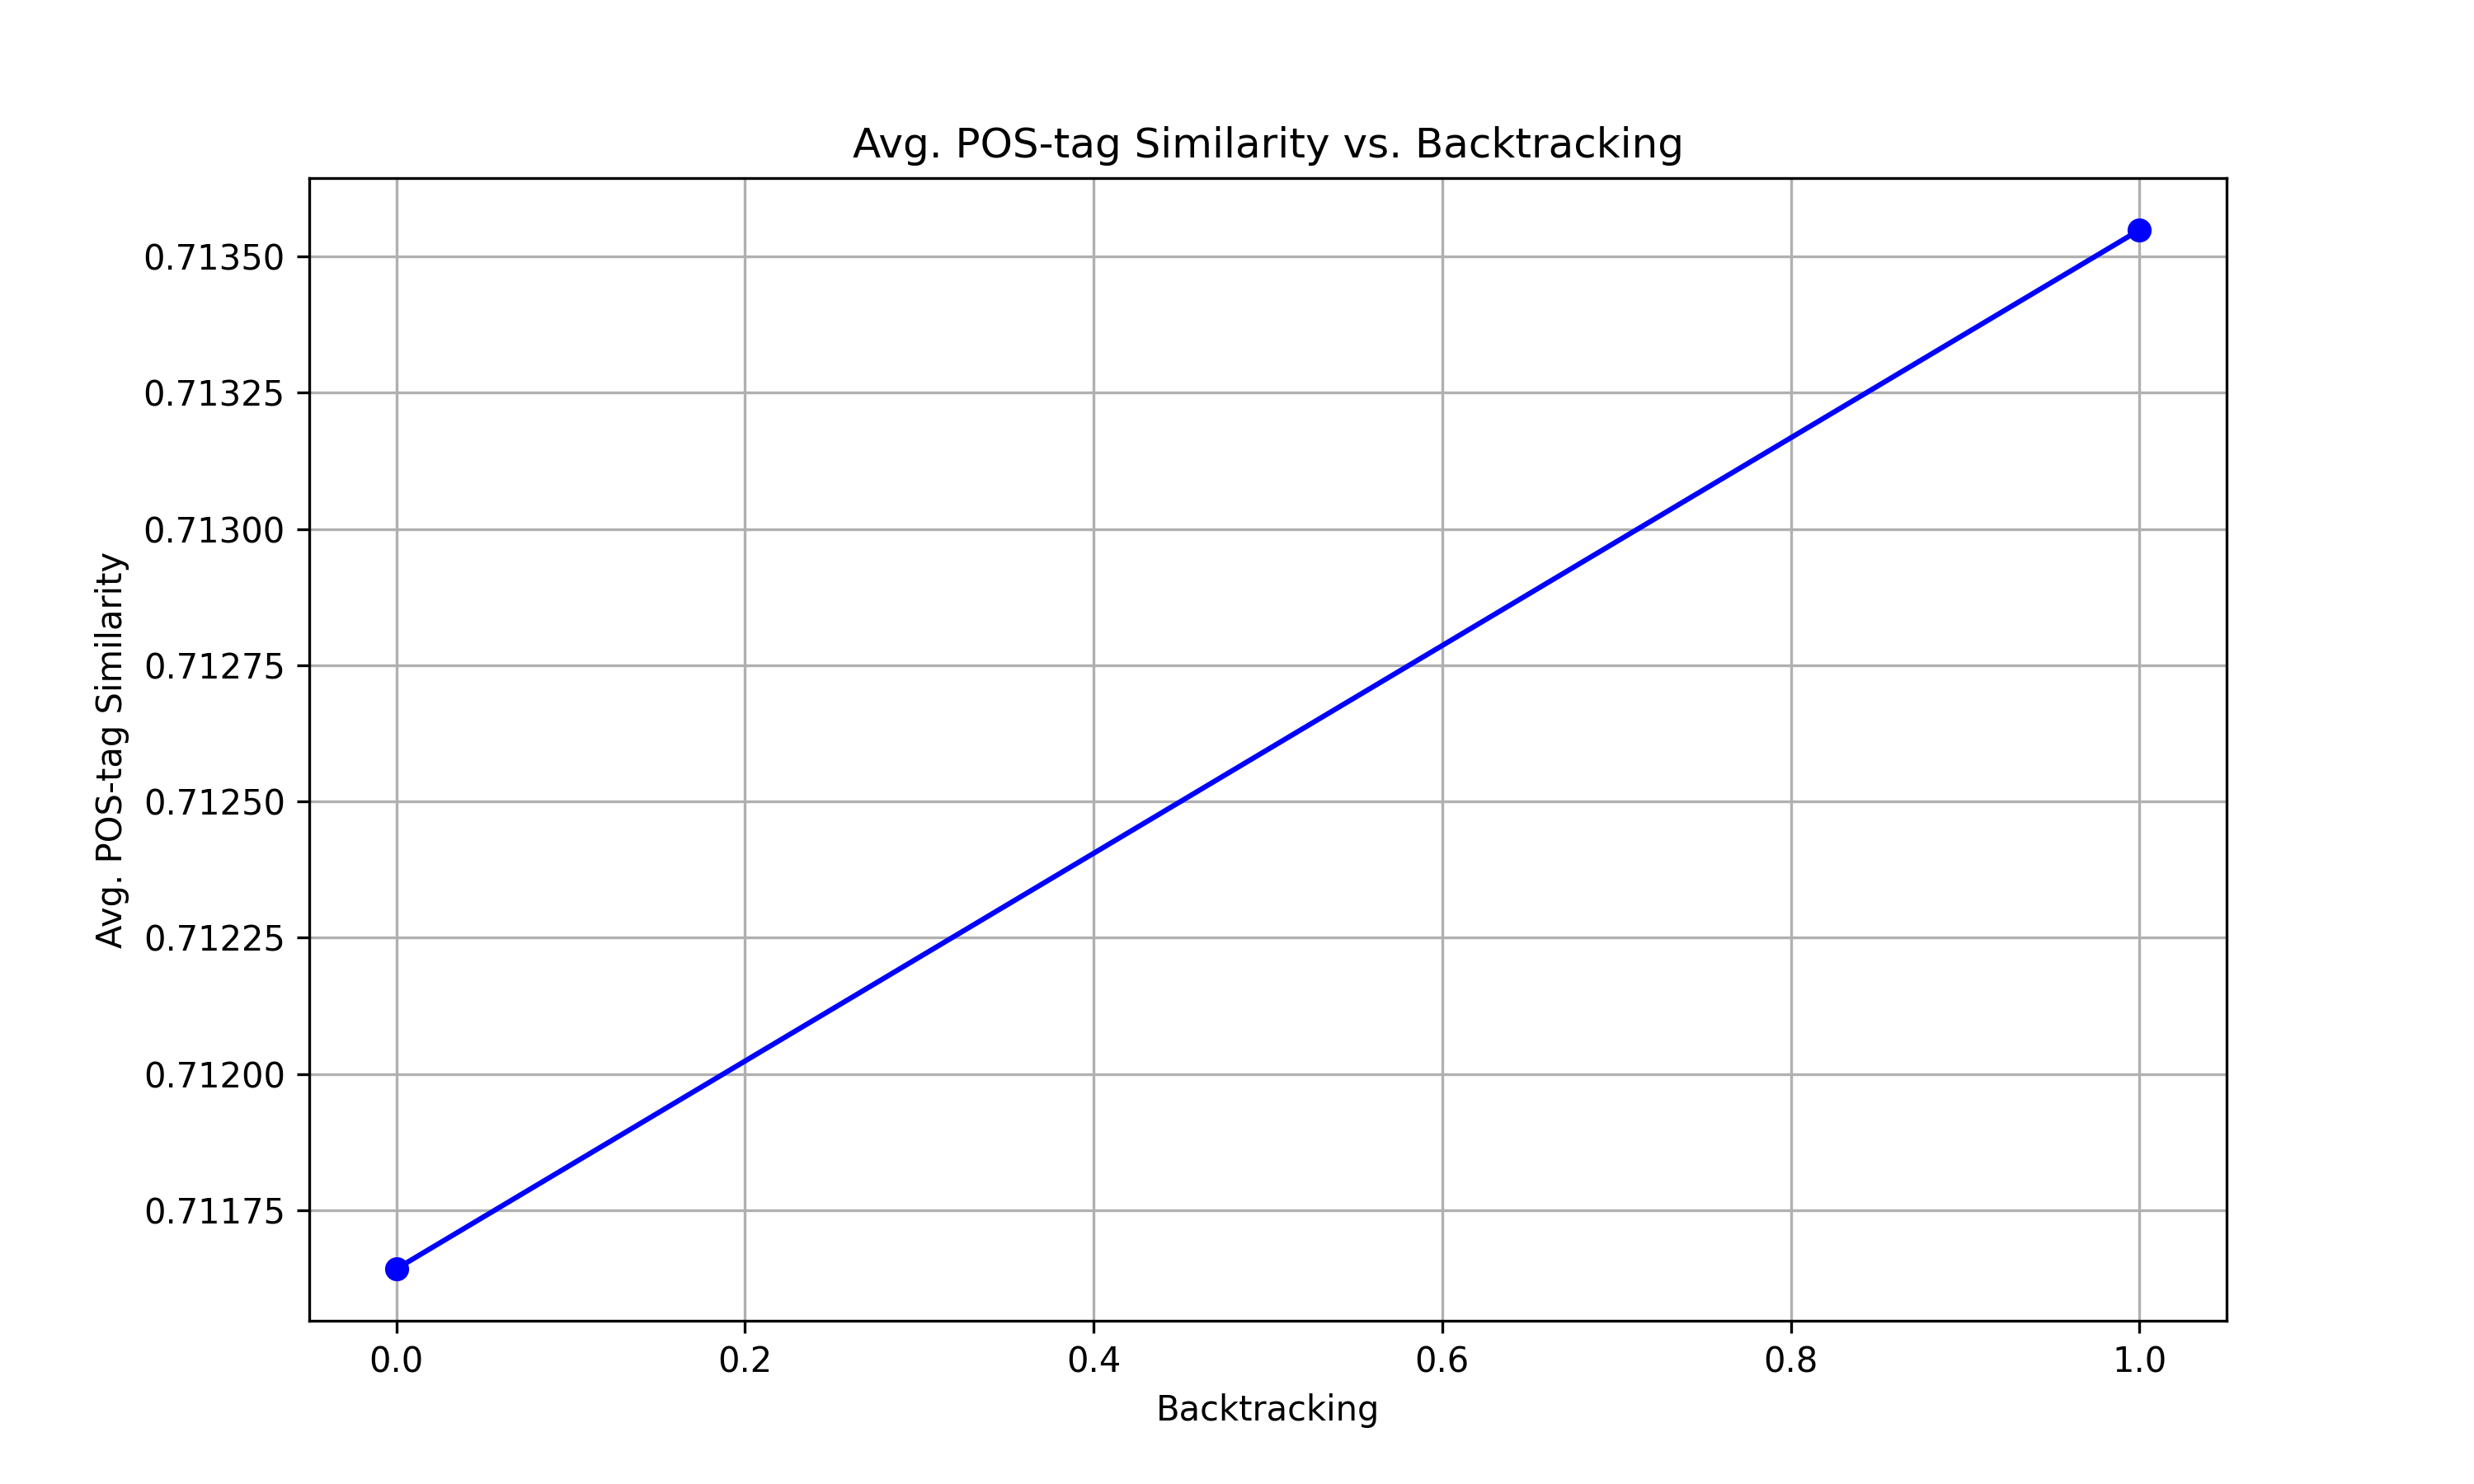 Avg. POS-tag Similarity vs. Backtracking
Avg. POS-tag Similarity
0.71350
0.71325
0.71300
0.71275
0.71250
0.71225
0.71200
0.71175
0.0 0.2 0.4 0.6 0.8 1.0
Backtracking